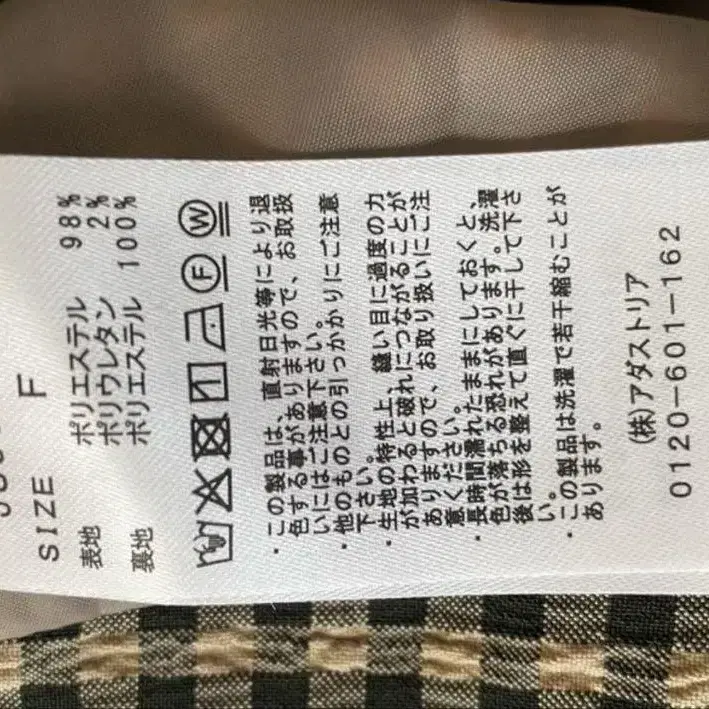 SIZE F
表地 ポリエステル 98%
ポリウレタン 2%
裏地 ポリエステル 100%
F W
・この製品は、直射日光等により退
色する事がありますので、お取扱
いにはご注意下さい。
・他のものとの引っかかりにご注意
下さい。
・生地の特性上、縫い目に過度の力
が加わると破れにつながることが
ありますので、お取り扱いにご注
意ください。
・長時間濡れたままにしておくと、
色が落ちる恐れがあります。洗濯
後は形を整えて直ぐに干して下さ
い。
・この製品は洗濯で若干縮むことが
あります。
(株)アダストリア
0120-601-162